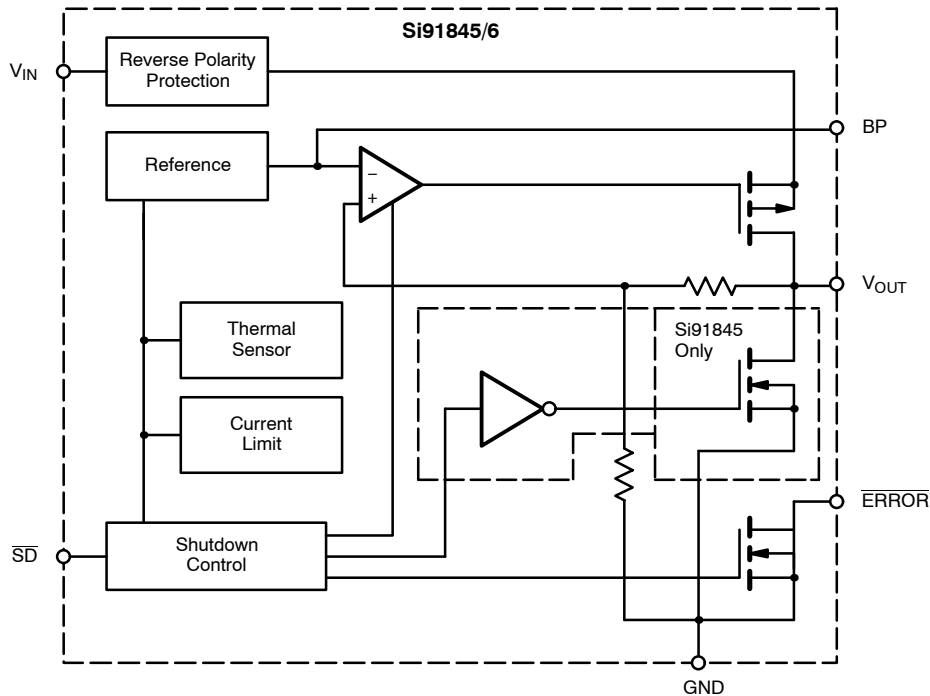 Si91845/6
VIN
Reverse Polarity
Protection
BP
Reference
−
+
VOUT
Si91845
Only
Thermal
Sensor
Current
Limit
ERROR
SD
Shutdown
Control
GND